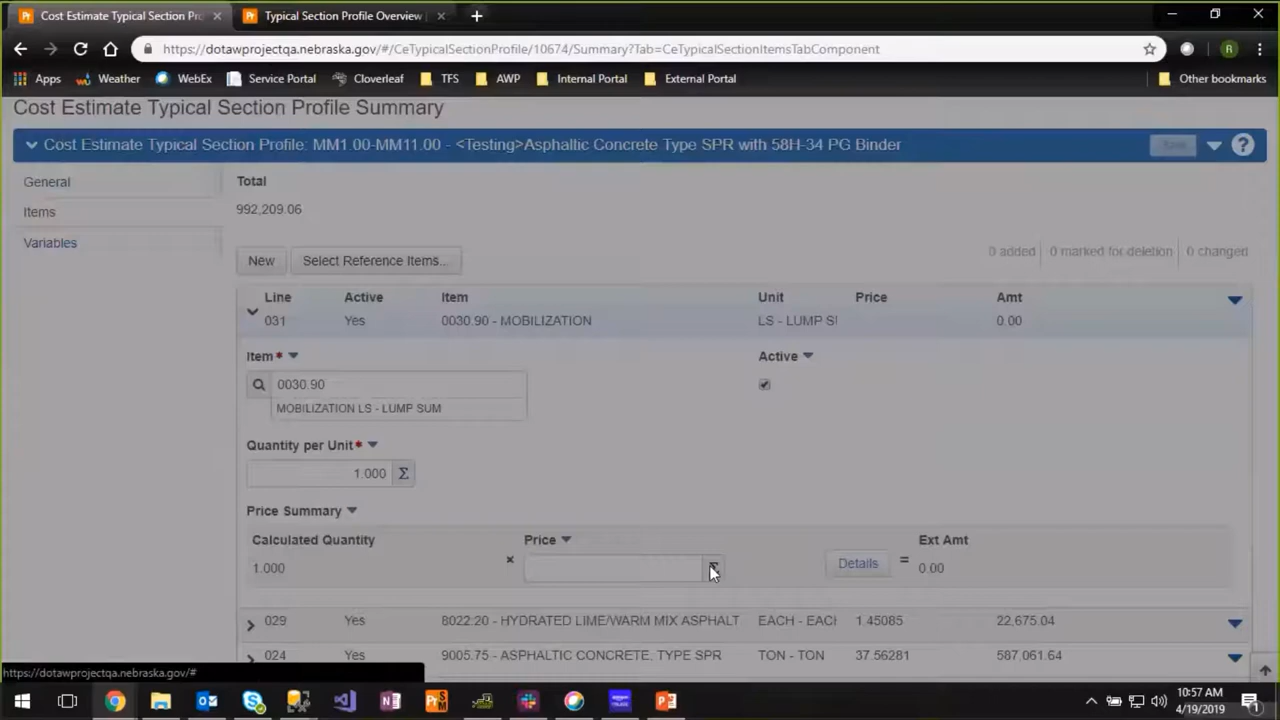 Cost Estimate Typical Section Pro
Typical Section Profile Overview
https://dotawprojectqa.nebraska.gov/#/CeTypicalSectionProfile/10674/Summary?Tab=CeTypicalSectionItemsTabComponent
R
Apps Weather WebEx Service Portal Cloverleaf TFS AWP Internal Portal External Portal Other bookmarks
Cost Estimate Typical Section Profile Summary
Cost Estimate Typical Section Profile: MM1.00-MM11.00 - <Testing>Asphaltic Concrete Type SPR with 58H-34 PG Binder Save ?
General
Items
Variables
Total
992,209.06
New Select Reference Items...
0 added 0 marked for deletion 0 changed
Line Active Item Unit Price Amt
031 Yes 0030.90 - MOBILIZATION LS - LUMP SU 0.00
Item* Active
0030.90
MOBILIZATION LS - LUMP SUM
Quantity per Unit*
1.000 Σ
Price Summary
Calculated Quantity Price Ext Amt
1.000 × Σ Details = 0.00
029 Yes 8022.20 - HYDRATED LIME/WARM MIX ASPHALT EACH - EACH 1.45085 22,675.04
024 Yes 9005.75 - ASPHALTIC CONCRETE, TYPE SPR TON - TON 37.56281 587,061.64
https://dotawprojectqa.nebraska.gov/#
10:57 AM
4/19/2019